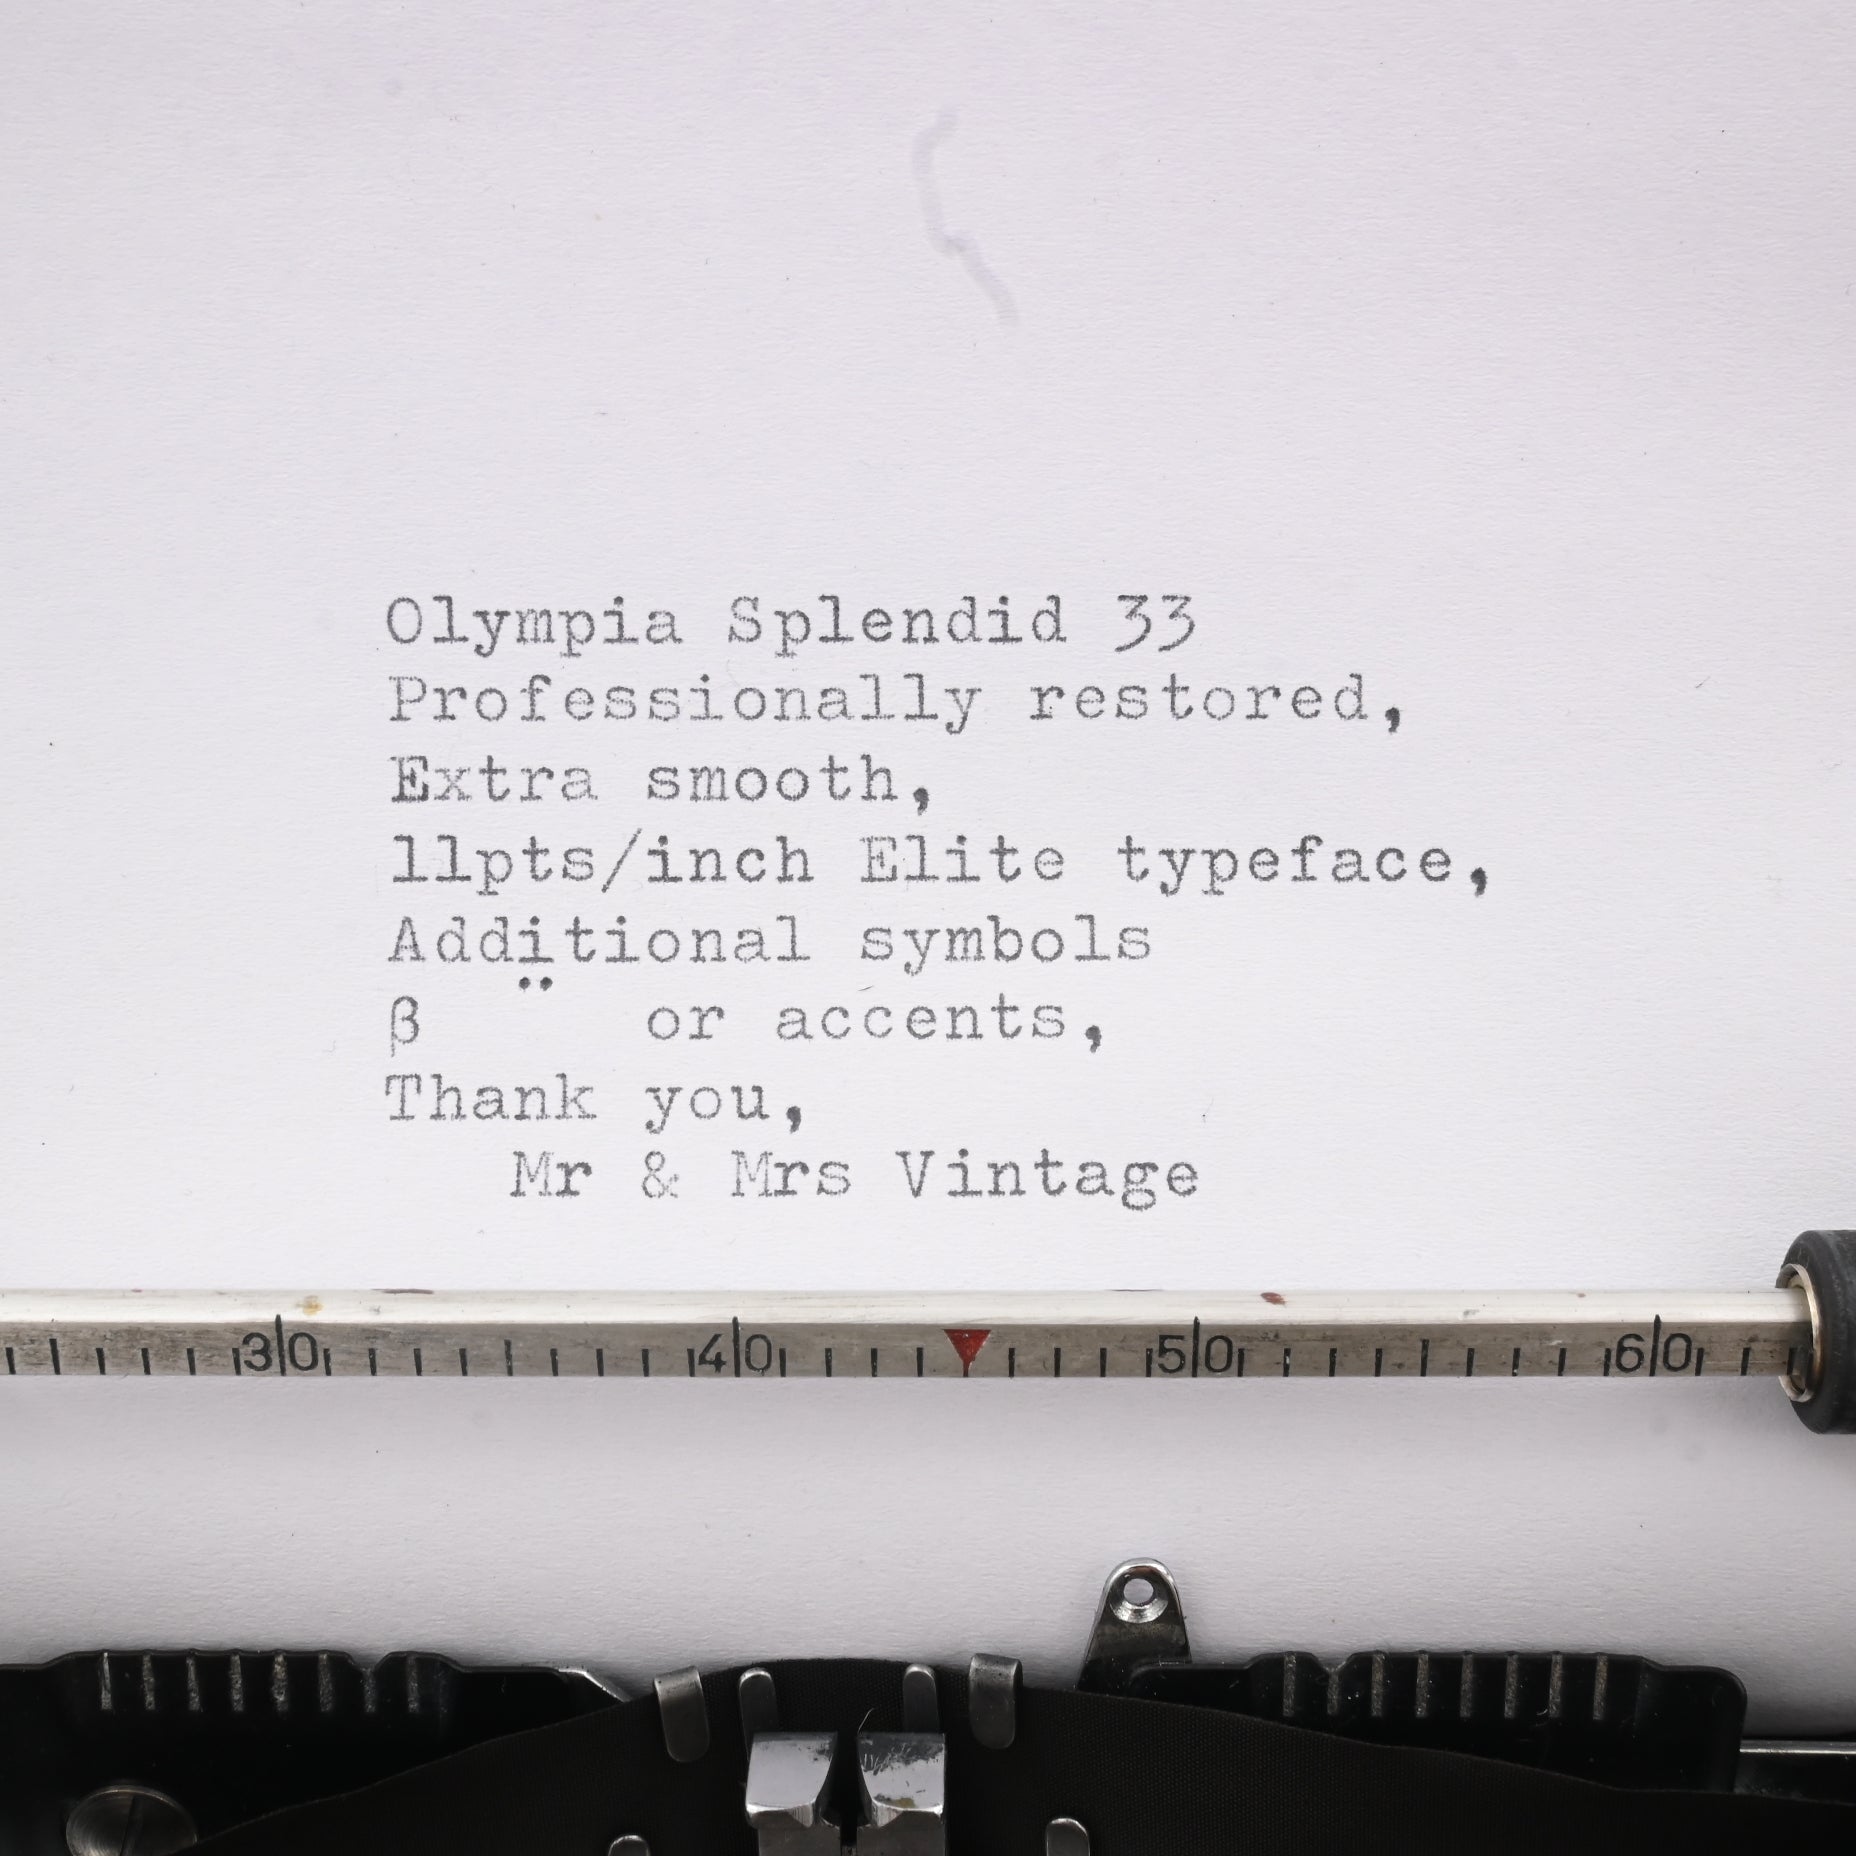 Olympia Splendid 33
Professionally restored,
Extra smooth,
11pts/inch Elite typeface,
Additional symbols
β  ¨  or accents,
Thank you,
Mr & Mrs Vintage
30 40 50 60